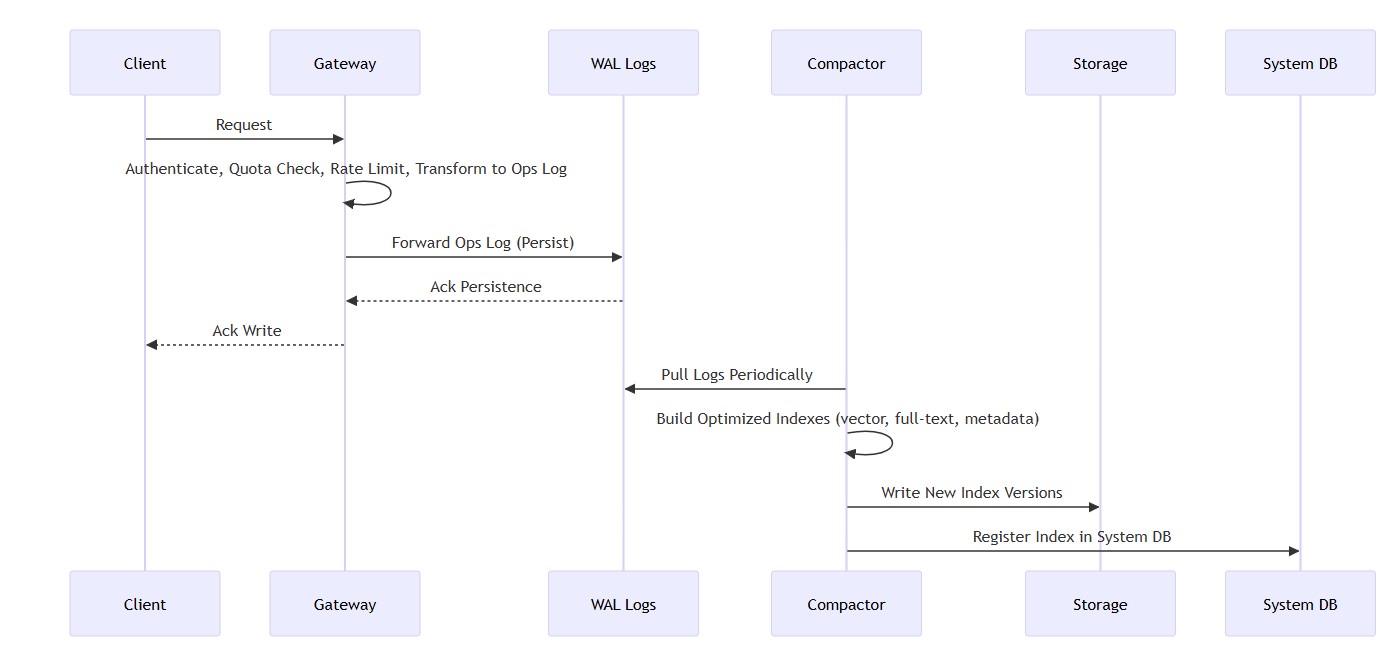 Client
Gateway
WAL Logs
Compactor
Storage
System DB
Request
Authenticate, Quota Check, Rate Limit, Transform to Ops Log
Forward Ops Log (Persist)
Ack Persistence
Ack Write
Pull Logs Periodically
Build Optimized Indexes (vector, full-text, metadata)
Write New Index Versions
Register Index in System DB
Client
Gateway
WAL Logs
Compactor
Storage
System DB